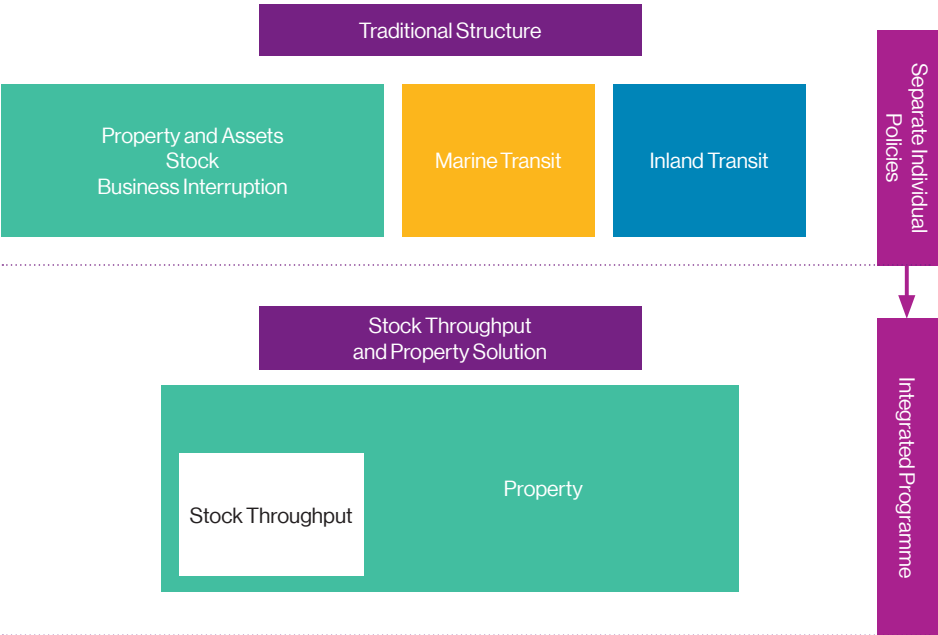 Traditional Structure
Property and Assets
Stock
Business Interruption
Marine Transit
Inland Transit
Separate Individual
Policies
Stock Throughput
and Property Solution
Stock Throughput
Property
Integrated Programme